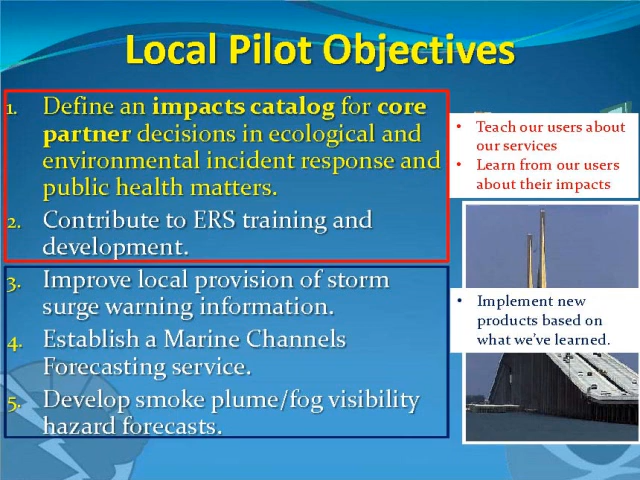 Local Pilot Objectives
1. Define an impacts catalog for core
partner decisions in ecological and
environmental incident response and
public health matters.
2. Contribute to ERS training and
development.
3. Improve local provision of storm
surge warning information.
4. Establish a Marine Channels
Forecasting service.
5. Develop smoke plume/fog visibility
hazard forecasts.
• Teach our users about
our services
• Learn from our users
about their impacts
• Implement new
products based on
what we've learned.